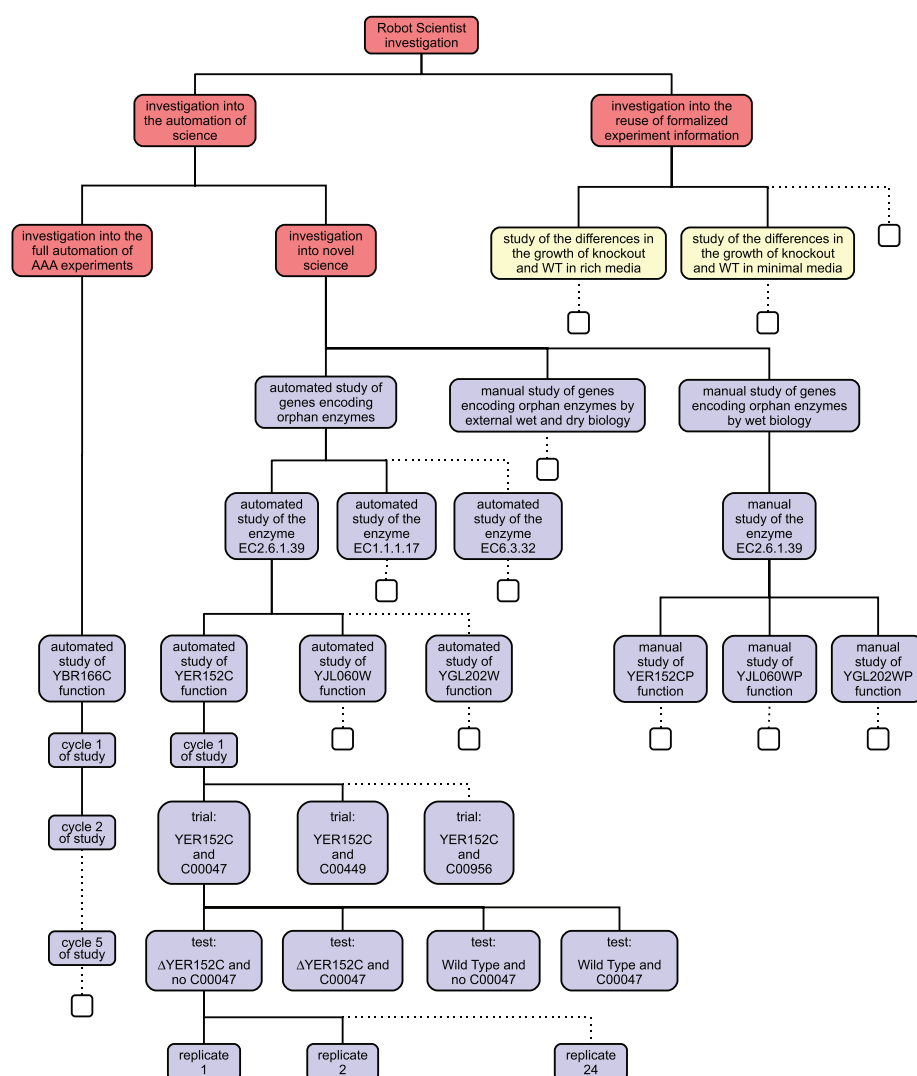 Robot Scientist
investigation
investigation into
the automation of
science
investigation into the
reuse of formalized
experiment information
investigation into the
full automation of
AAA experiments
investigation
into novel
science
study of the differences in
the growth of knockout
and WT in rich media
study of the differences in
the growth of knockout
and WT in minimal media
automated study of
genes encoding
orphan enzymes
manual study of genes
encoding orphan enzymes by
external wet and dry biology
manual study of genes
encoding orphan enzymes
by wet biology
automated
study of the
enzyme
EC2.6.1.39
automated
study of the
enzyme
EC1.1.1.17
automated
study of the
enzyme
EC6.3.32
manual
study of the
enzyme
EC2.6.1.39
automated
study of
YBR166C
function
automated
study of
YER152C
function
automated
study of
YJL060W
function
automated
study of
YGL202W
function
manual
study of
YER152CP
function
manual
study of
YJL060WP
function
manual
study of
YGL202WP
function
cycle 1
of study
cycle 1
of study
cycle 2
of study
trial:
YER152C
and
C00047
trial:
YER152C
and
C00449
trial:
YER152C
and
C00956
cycle 5
of study
test:
ΔYER152C and
no C00047
test:
ΔYER152C and
C00047
test:
Wild Type and
no C00047
test:
Wild Type and
C00047
replicate
1
replicate
2
replicate
24